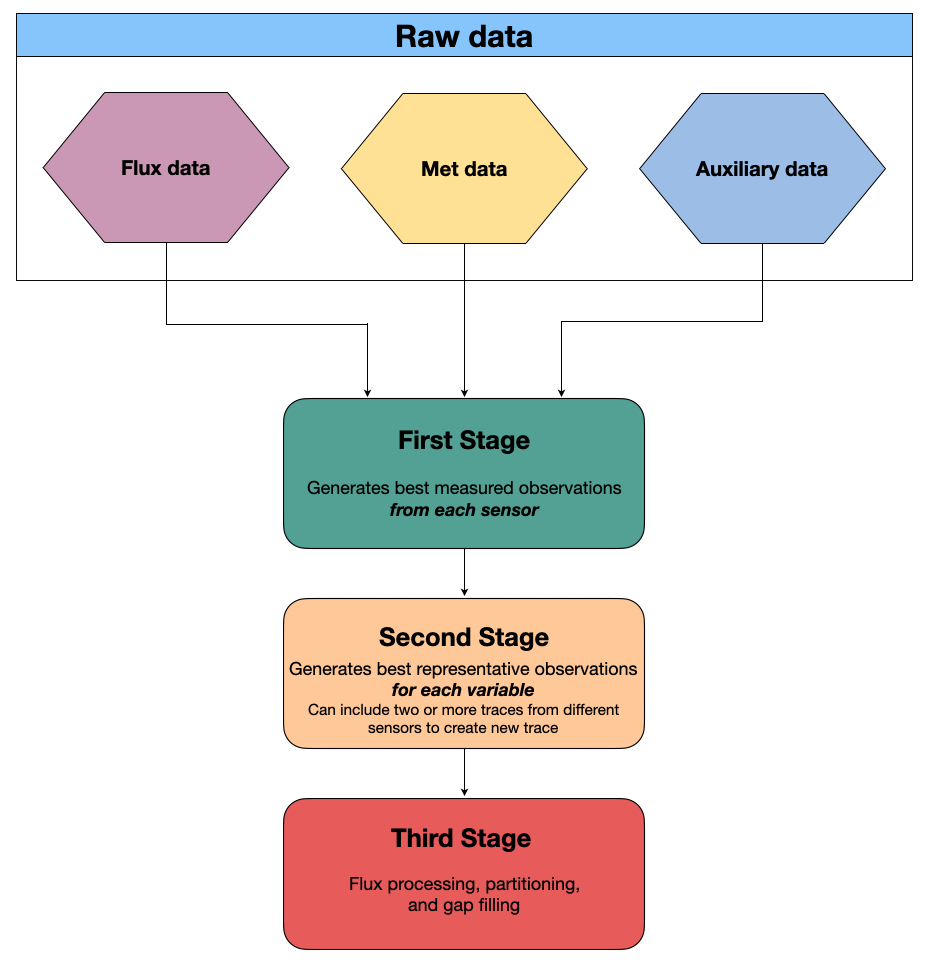 Raw data
Flux data
Met data
Auxiliary data
First Stage
Generates best measured observations
from each sensor
Second Stage
Generates best representative observations
for each variable
Can include two or more traces from different
sensors to create new trace
Third Stage
Flux processing, partitioning,
and gap filling